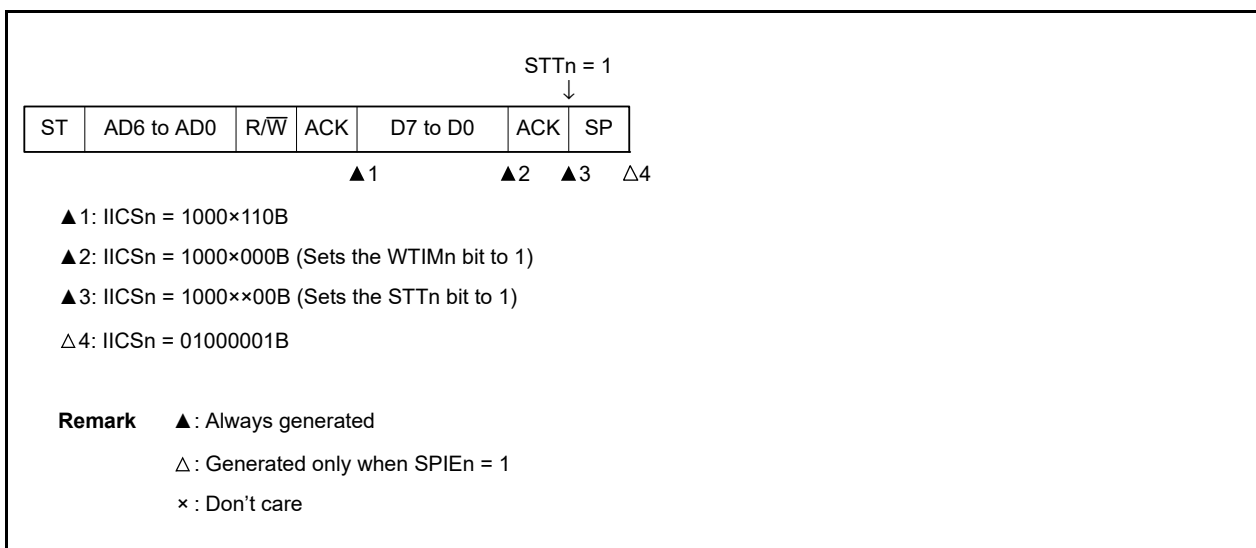 STTn = 1
↓
ST AD6 to AD0 R/W̅ ACK D7 to D0 ACK SP
▲1 ▲2 ▲3 △4
▲1: IICSn = 1000×110B
▲2: IICSn = 1000×000B (Sets the WTIMn bit to 1)
▲3: IICSn = 1000××00B (Sets the STTn bit to 1)
△4: IICSn = 01000001B
Remark ▲: Always generated
△: Generated only when SPIEn = 1
× : Don’t care